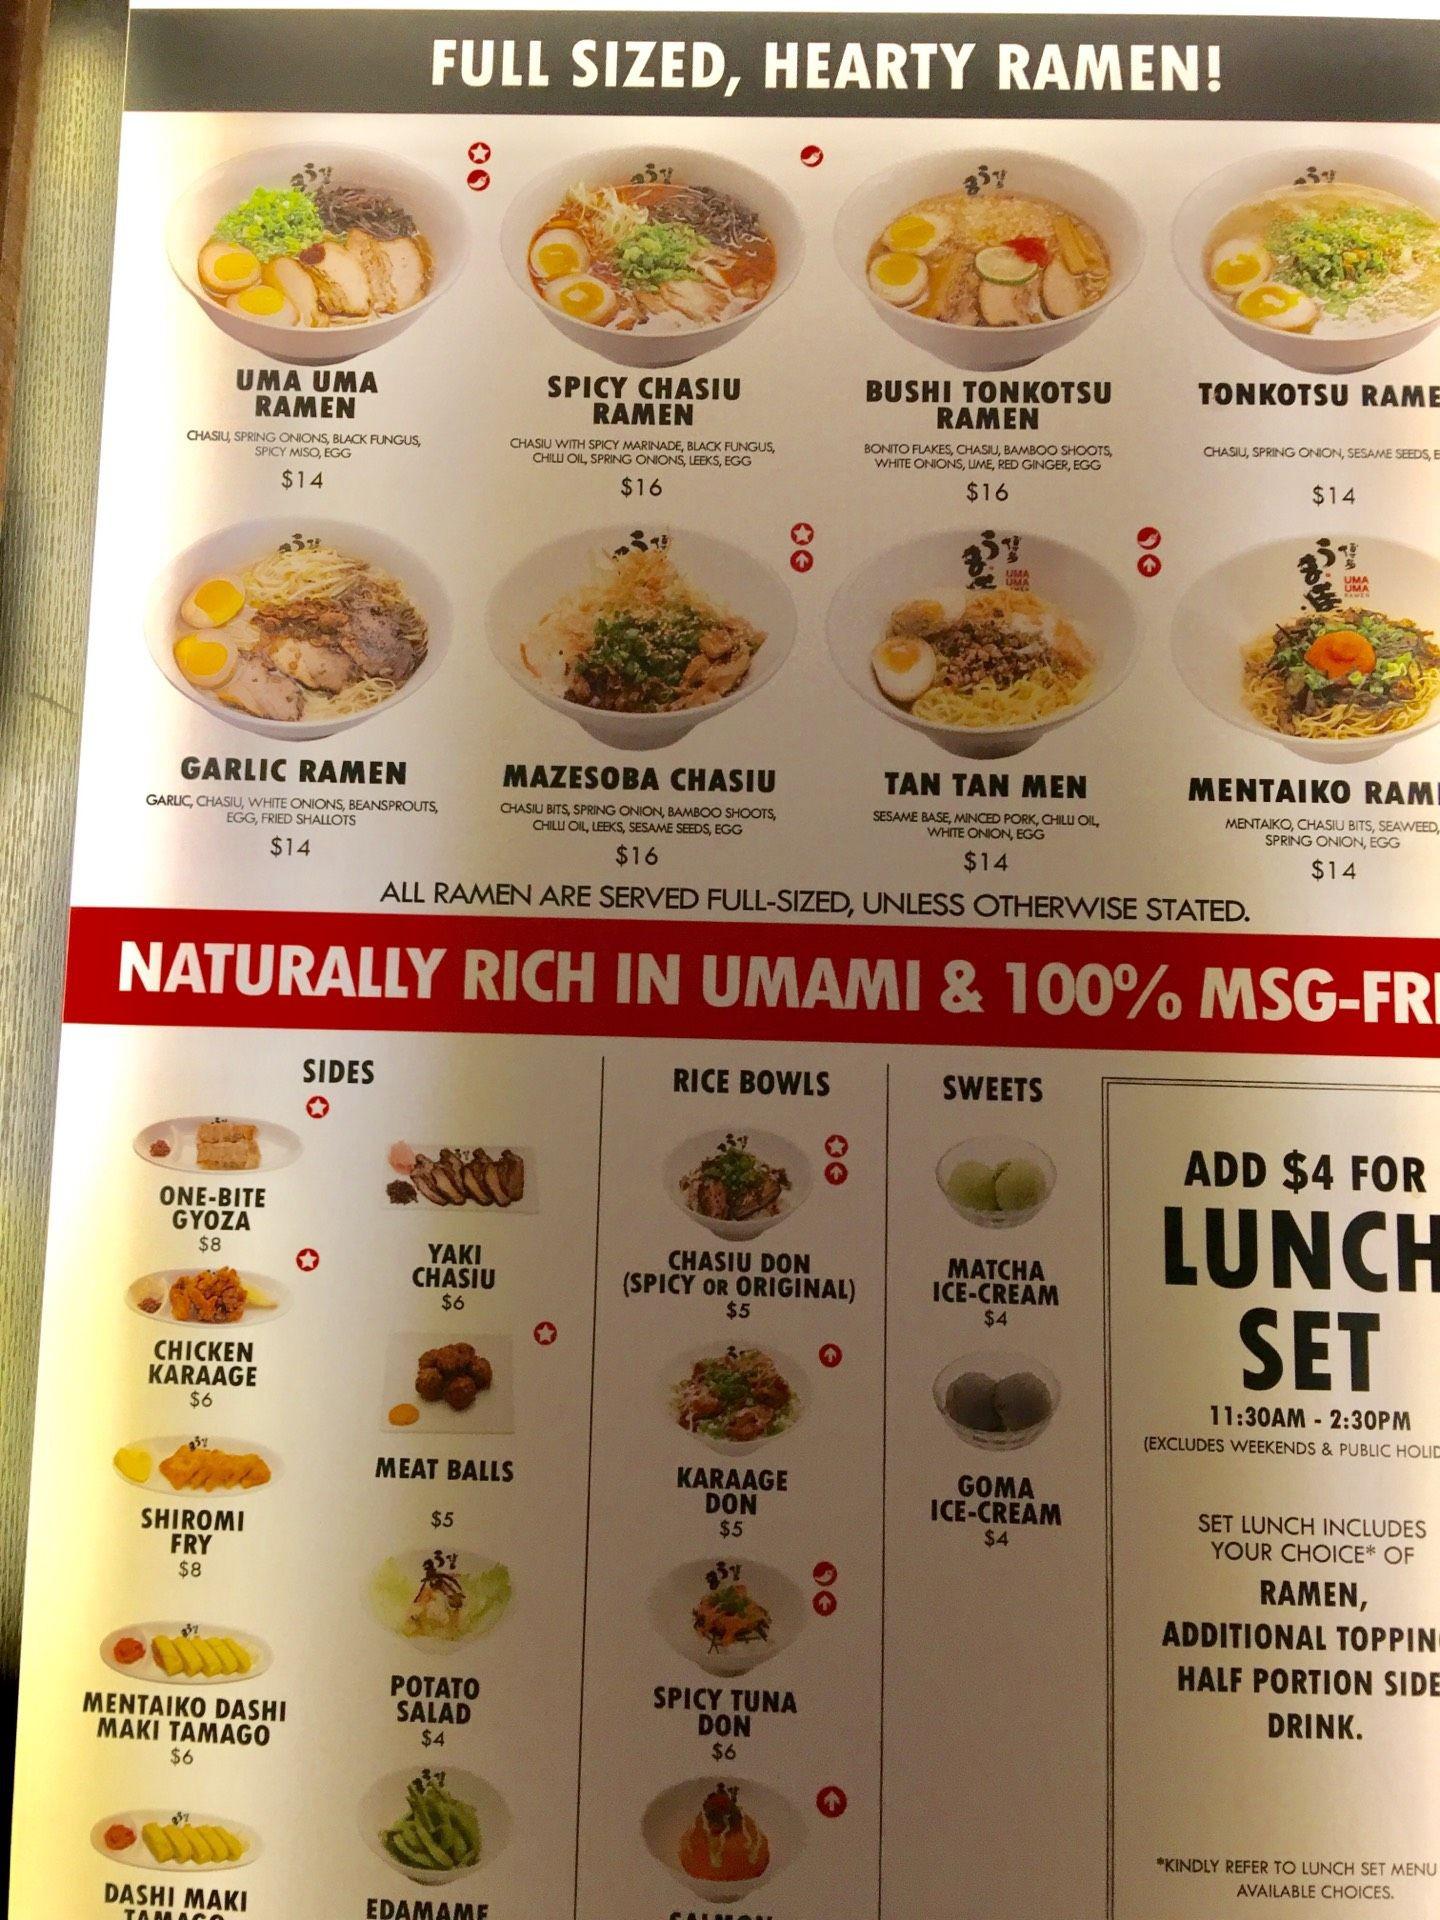 FULL SIZED, HEARTY RAMEN!
UMA UMA
RAMEN
CHASIU, SPRING ONIONS, BLACK FUNGUS,
SPICY MISO, EGG
$14
SPICY CHASIU
RAMEN
CHASIU WITH SPICY MARINADE, BLACK FUNGUS,
CHILLI OIL, SPRING ONIONS, LEEKS, EGG
$16
BUSHI TONKOTSU
RAMEN
BONITO FLAKES, CHASIU, BAMBOO SHOOTS,
WHITE ONIONS, LIME, RED GINGER, EGG
$16
TONKOTSU RAME
CHASIU, SPRING ONION, SESAME SEEDS, E
$14
GARLIC RAMEN
GARLIC, CHASIU, WHITE ONIONS, BEANSPROUTS,
EGG, FRIED SHALLOTS
$14
MAZESOBA CHASIU
CHASIU BITS, SPRING ONION, BAMBOO SHOOTS,
CHILLI OIL, LEEKS, SESAME SEEDS, EGG
$16
UMA
UMA
RAMEN
TAN TAN MEN
SESAME BASE, MINCED PORK, CHILLI OIL,
WHITE ONION, EGG
$14
UMA
UMA
RAMEN
MENTAIKO RAM
MENTAIKO, CHASIU BITS, SEAWEED,
SPRING ONION, EGG
$14
ALL RAMEN ARE SERVED FULL-SIZED, UNLESS OTHERWISE STATED.
NATURALLY RICH IN UMAMI & 100% MSG-FR
SIDES
ONE-BITE
GYOZA
$8
CHICKEN
KARAAGE
$6
SHIROMI
FRY
$8
MENTAIKO DASHI
MAKI TAMAGO
$6
DASHI MAKI
TAMAGO
YAKI
CHASIU
$6
MEAT BALLS
$5
POTATO
SALAD
$4
EDAMAME
RICE BOWLS
CHASIU DON
(SPICY OR ORIGINAL)
$5
KARAAGE
DON
$5
SPICY TUNA
DON
$6
SALMON
SWEETS
MATCHA
ICE-CREAM
$4
GOMA
ICE-CREAM
$4
ADD $4 FOR
LUNCH
SET
11:30AM - 2:30PM
(EXCLUDES WEEKENDS & PUBLIC HOLID
SET LUNCH INCLUDES
YOUR CHOICE* OF
RAMEN,
ADDITIONAL TOPPIN
HALF PORTION SIDE
DRINK.
*KINDLY REFER TO LUNCH SET MENU
AVAILABLE CHOICES.